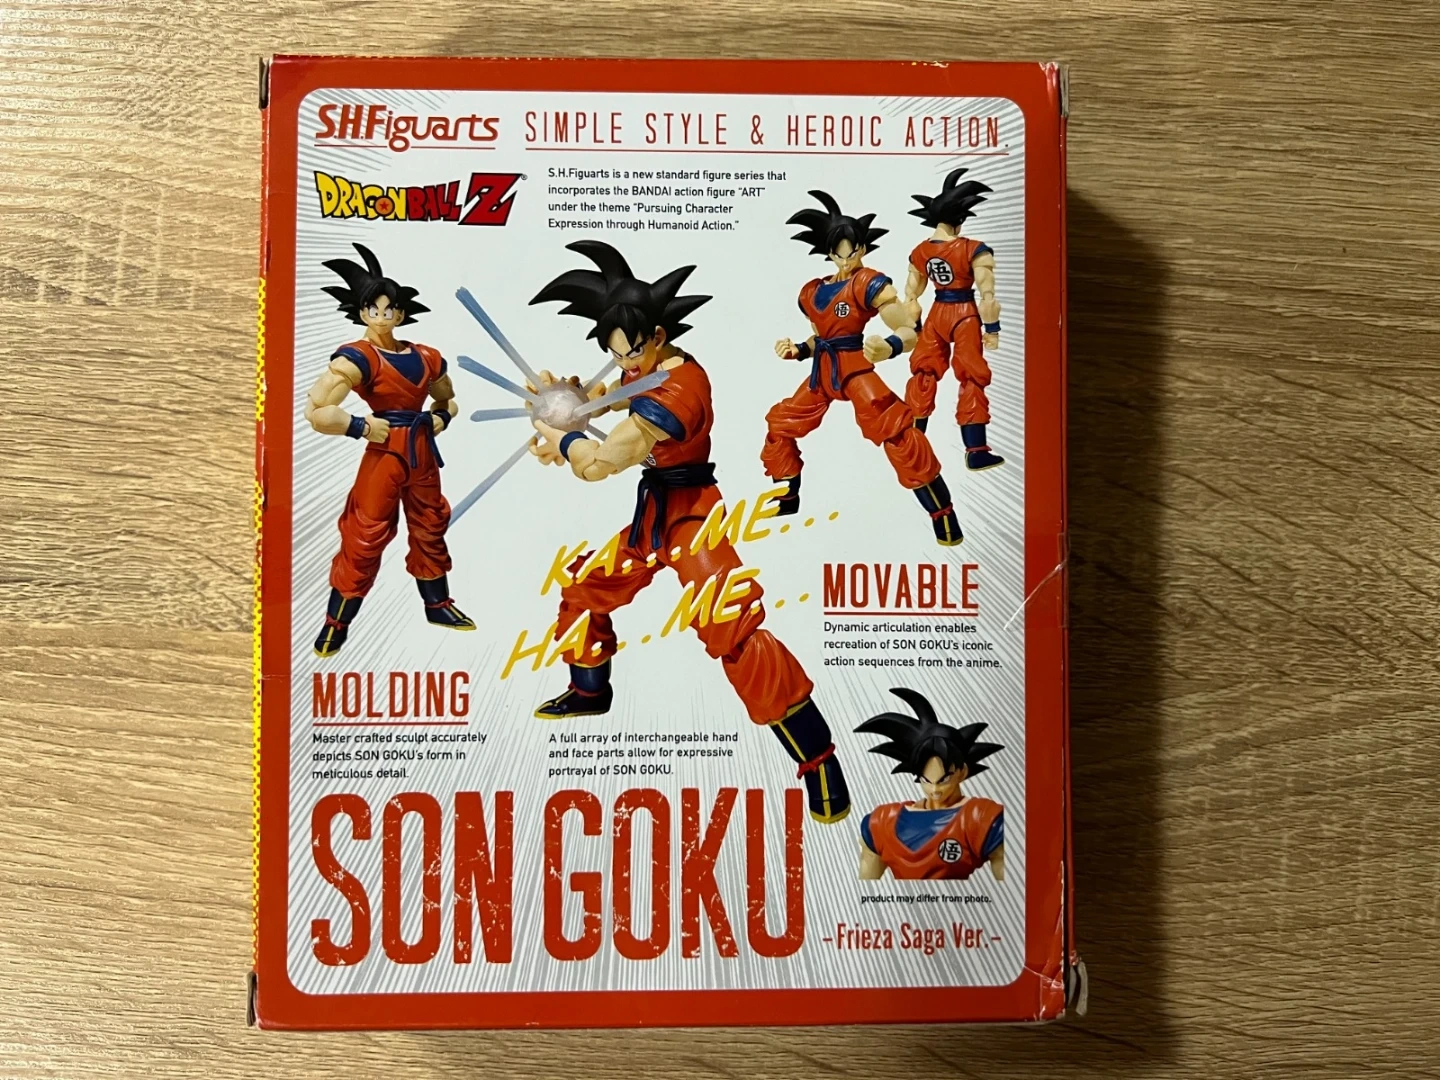 S.H.Figuarts
SIMPLE STYLE & HEROIC ACTION.
DRAGONBALL Z®
S.H.Figuarts is a new standard figure series that
incorporates the BANDAI action figure "ART"
under the theme "Pursuing Character
Expression through Humanoid Action."
悟
悟
KA...ME...
HA...ME...
MOVABLE
Dynamic articulation enables
recreation of SON GOKU's iconic
action sequences from the anime.
MOLDING
Master crafted sculpt accurately
depicts SON GOKU's form in
meticulous detail.
A full array of interchangeable hand
and face parts allow for expressive
portrayal of SON GOKU.
悟
product may differ from photo.
SON GOKU
-Frieza Saga Ver.-